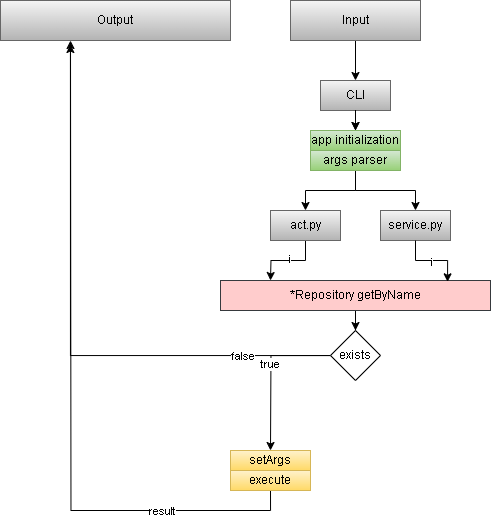 Output
Input
CLI
app initialization
args parser
act.py
service.py
i
i
*Repository getByName
exists
false
true
setArgs
execute
result